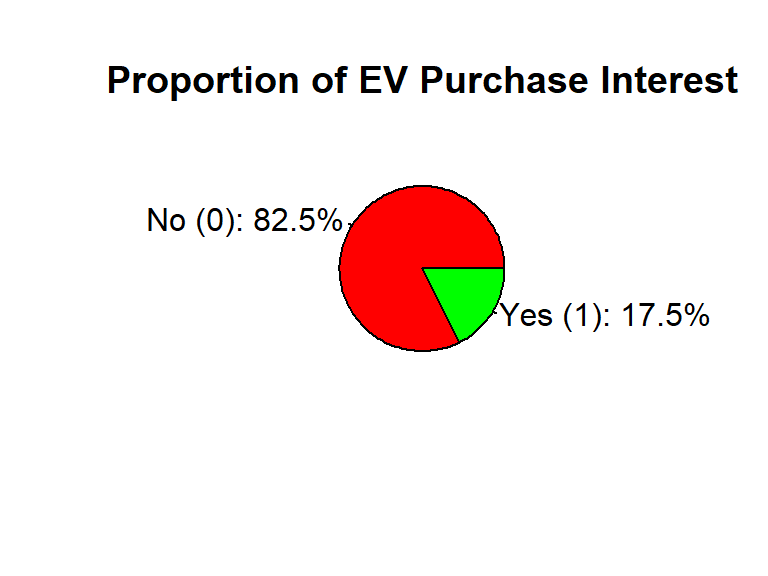 Proportion of EV Purchase Interest
No (0): 82.5%
Yes (1): 17.5%